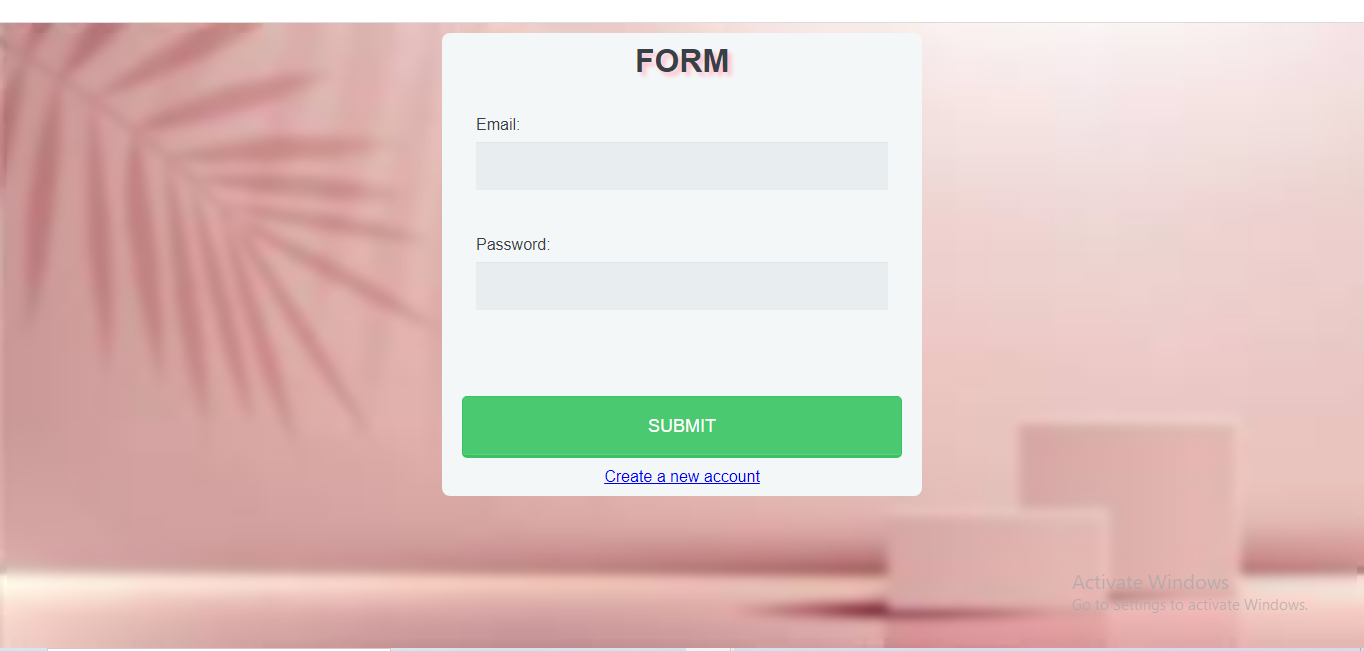 FORM
Email:
Password:
SUBMIT
Create a new account
Activate Windows
Go to Settings to activate Windows.